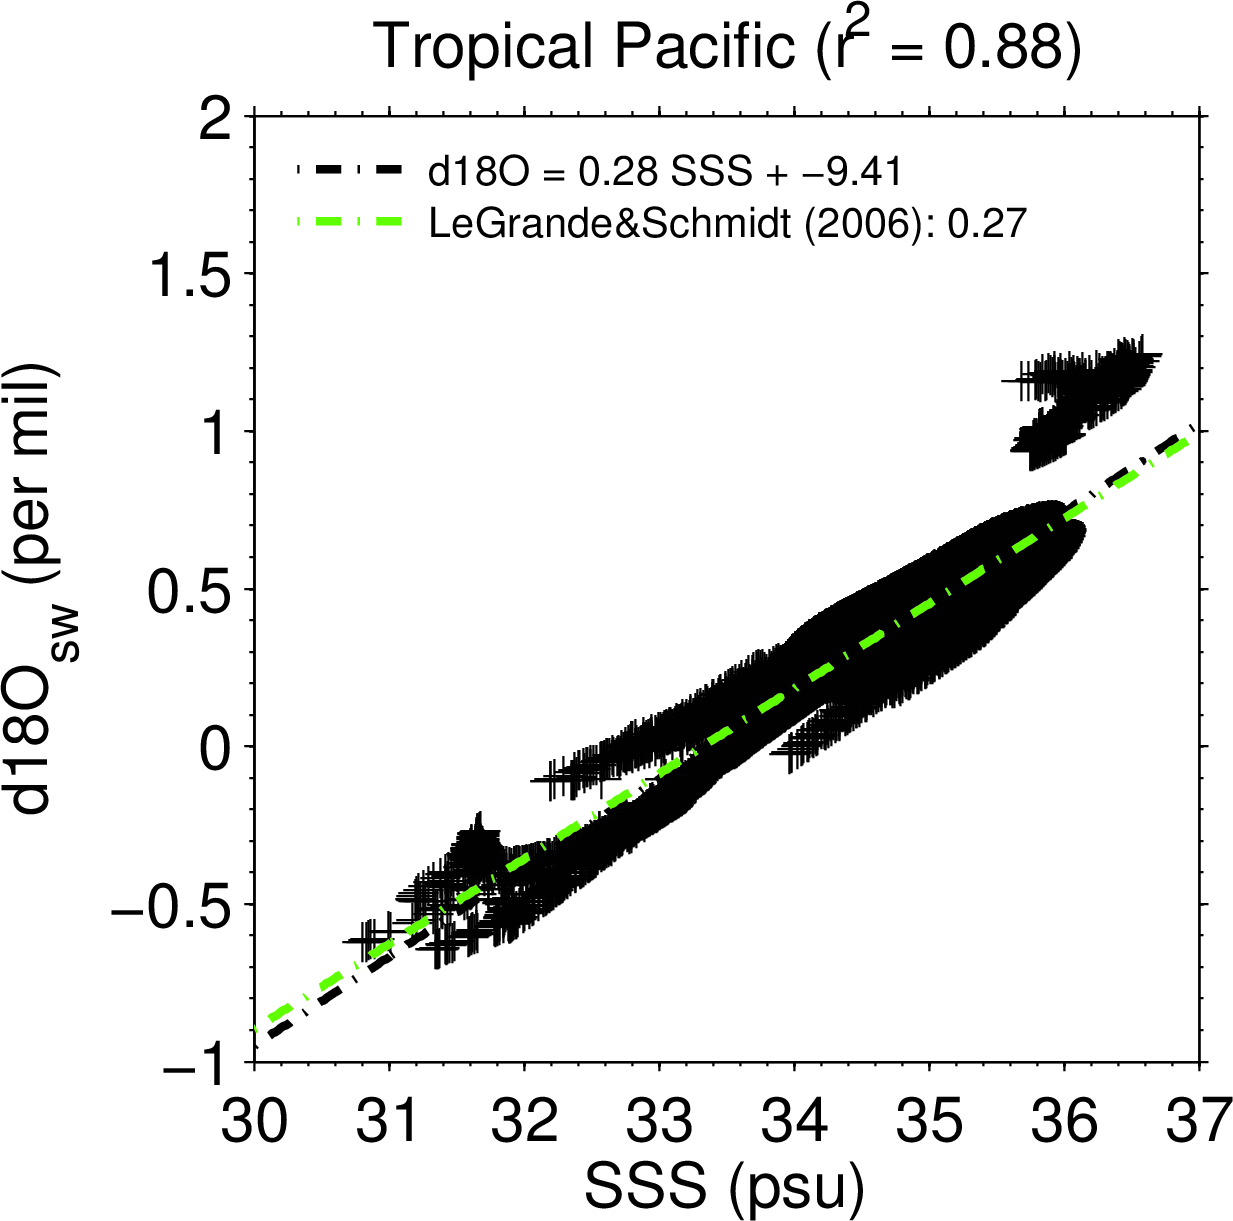 Tropical Pacific (r² = 0.88)
d18O = 0.28 SSS + −9.41
LeGrande&Schmidt (2006): 0.27
2
1.5
1
0.5
0
−0.5
−1
d18Osw (per mil)
30 31 32 33 34 35 36 37
SSS (psu)